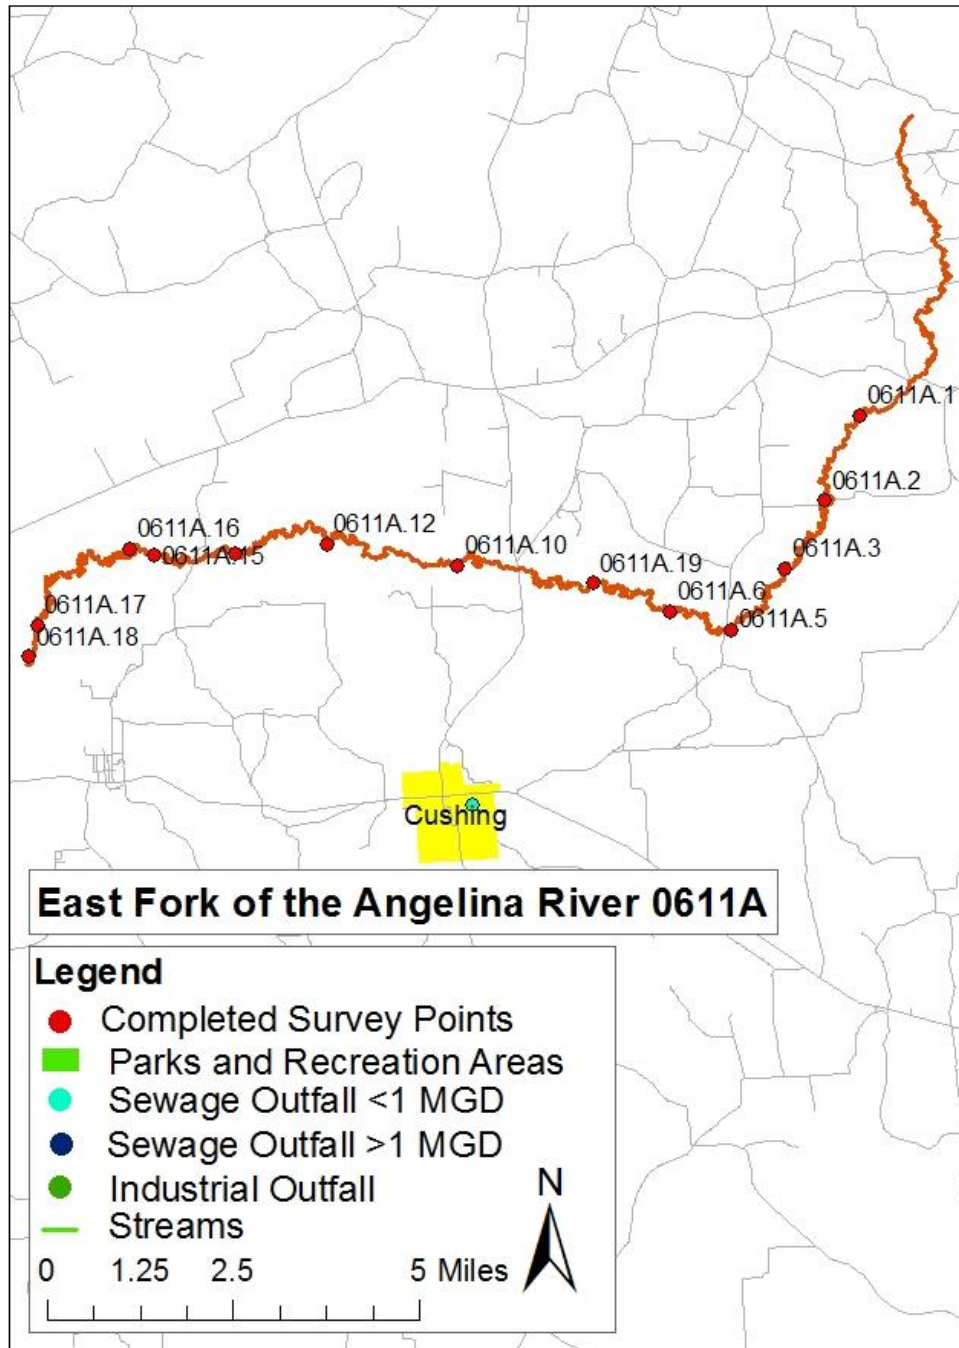 0611A.1
0611A.2
0611A.3
0611A.12
0611A.16
0611A.15
0611A.10
0611A.19
0611A.6
0611A.5
0611A.17
0611A.18
Cushing
East Fork of the Angelina River 0611A
Legend
Completed Survey Points
Parks and Recreation Areas
Sewage Outfall <1 MGD
Sewage Outfall >1 MGD
Industrial Outfall
Streams
N
0 1.25 2.5 5 Miles